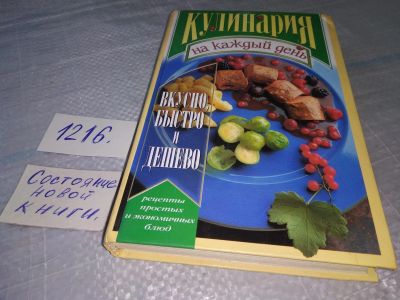 КУЛИНАРИЯ
на каждый день
ВКУСНО,
БЫСТРО
и
ДЕШЕВО
рецепты
простых
и экономичных
блюд
1216.
Состояние
новой
книги.